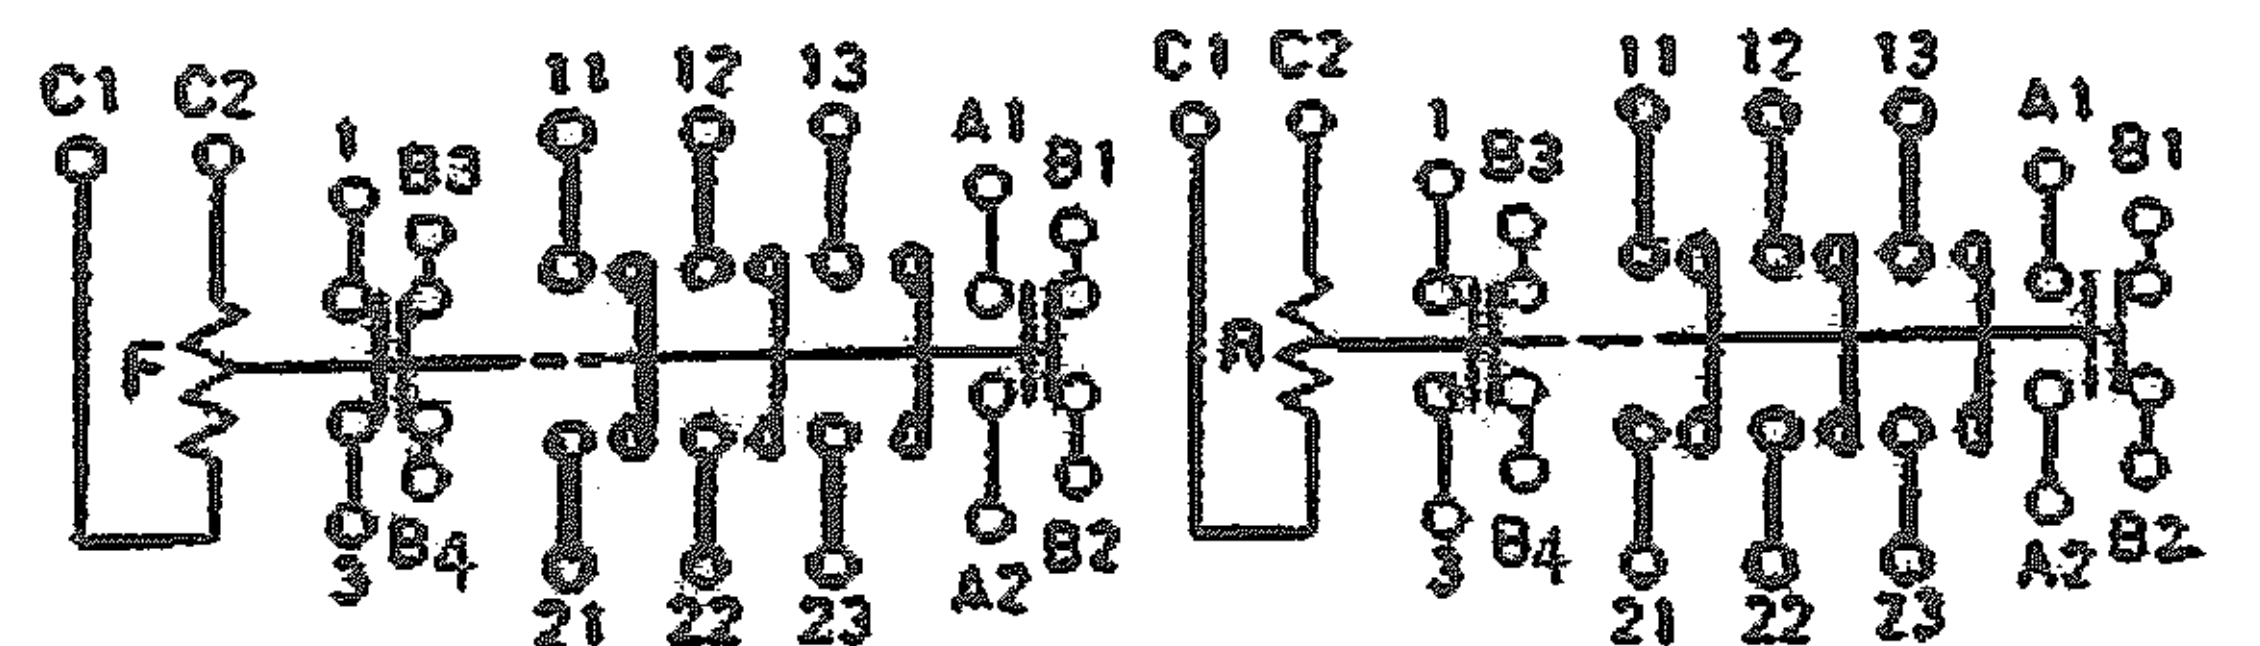 C1 C2 1 B3 11 12 13 A1 B1
F
3 B4 21 22 23 A2 B2
C1 C2 1 B3 11 12 13 A1 B1
R
3 B4 21 22 23 A2 B2